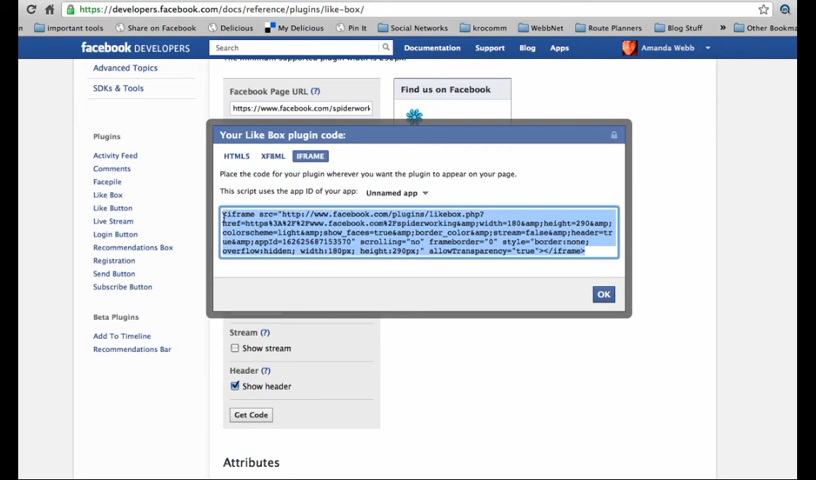 https://developers.facebook.com/docs/reference/plugins/like-box/
important tools
Share on Facebook
Delicious
My Delicious
Pin It
Social Networks
krocomm
WebbNet
Route Planners
Blog Stuff
»
Other Bookma
facebook DEVELOPERS
Search
Documentation
Support
Blog
Apps
Amanda Webb
Advanced Topics
SDKs & Tools
Facebook Page URL (?)
https://www.facebook.com/spiderwork
Find us on Facebook
Plugins
Activity Feed
Comments
Facepile
Like Box
Like Button
Live Stream
Login Button
Recommendations Box
Registration
Send Button
Subscribe Button
Beta Plugins
Add To Timeline
Recommendations Bar
Your Like Box plugin code:
HTML5
XFBML
IFRAME
Place the code for your plugin wherever you want the plugin to appear on your page.
This script uses the app ID of your app:
Unnamed app
<iframe src="http://www.facebook.com/plugins/likebox.php?
href=https%3A%2F%2Fwww.facebook.com%2Fspiderworking&amp;width=180&amp;height=290&amp;
colorscheme=light&amp;show_faces=true&amp;border_color&amp;stream=false&amp;header=tr
ue&amp;appId=162625687153570" scrolling="no" frameborder="0" style="border:none;
overflow:hidden; width:180px; height:290px;" allowTransparency="true"></iframe>
OK
Stream (?)
Show stream
Header (?)
Show header
Get Code
Attributes